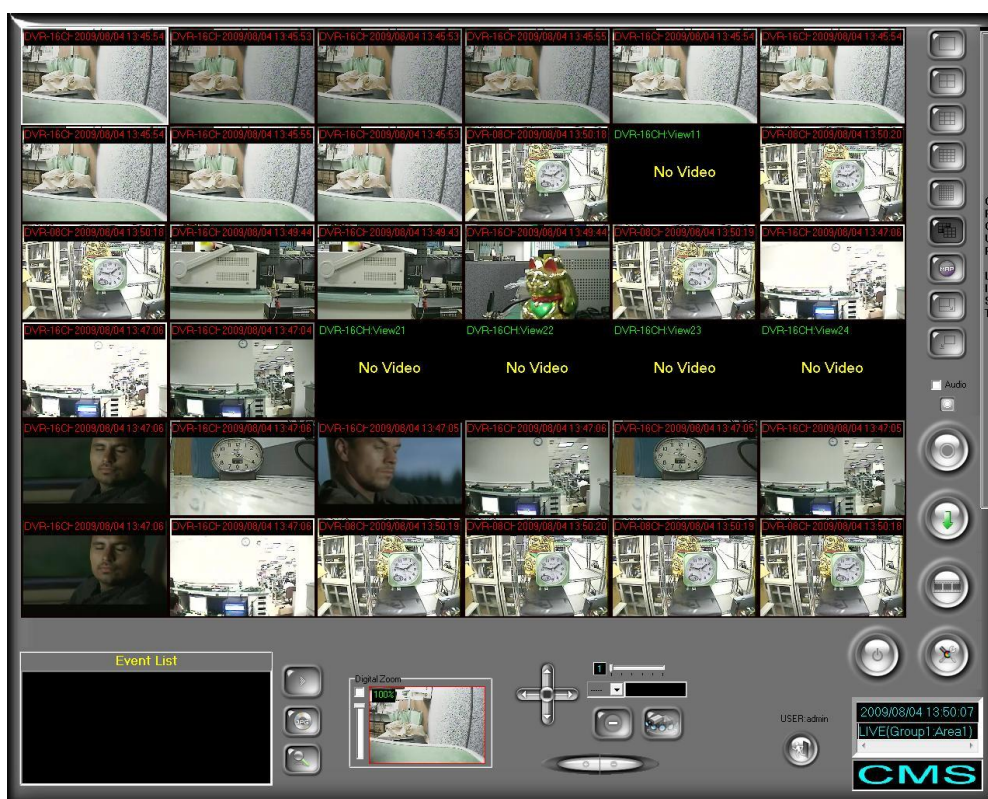 DVR-16CH 2009/08/04 13:45:54
DVR-16CH 2009/08/04 13:45:53
DVR-16CH 2009/08/04 13:45:53
DVR-16CH 2009/08/04 13:45:55
DVR-16CH 2009/08/04 13:45:54
DVR-16CH 2009/08/04 13:45:54
DVR-16CH 2009/08/04 13:45:54
DVR-16CH 2009/08/04 13:45:55
DVR-16CH 2009/08/04 13:45:53
DVR-08CH 2009/08/04 13:50:18
DVR-16CH:View11
No Video
DVR-08CH 2009/08/04 13:50:20
DVR-08CH 2009/08/04 13:50:18
DVR-16CH 2009/08/04 13:49:44
DVR-16CH 2009/08/04 13:49:43
DVR-16CH 2009/08/04 13:49:44
DVR-08CH 2009/08/04 13:50:19
DVR-16CH 2009/08/04 13:47:06
DVR-16CH 2009/08/04 13:47:06
DVR-16CH 2009/08/04 13:47:04
DVR-16CH:View21
No Video
DVR-16CH:View22
No Video
DVR-16CH:View23
No Video
DVR-16CH:View24
No Video
DVR-16CH 2009/08/04 13:47:06
DVR-16CH 2009/08/04 13:47:06
DVR-16CH 2009/08/04 13:47:05
DVR-16CH 2009/08/04 13:47:06
DVR-16CH 2009/08/04 13:47:05
DVR-16CH 2009/08/04 13:47:05
DVR-16CH 2009/08/04 13:47:06
DVR-16CH 2009/08/04 13:47:06
DVR-08CH 2009/08/04 13:50:19
DVR-08CH 2009/08/04 13:50:20
DVR-08CH 2009/08/04 13:50:19
DVR-08CH 2009/08/04 13:50:18
MAP
Audio
Event List
Digital Zoom
100%
1
USER: admin
2009/08/04 13:50:07
LIVE(Group1:Area1)
CMS